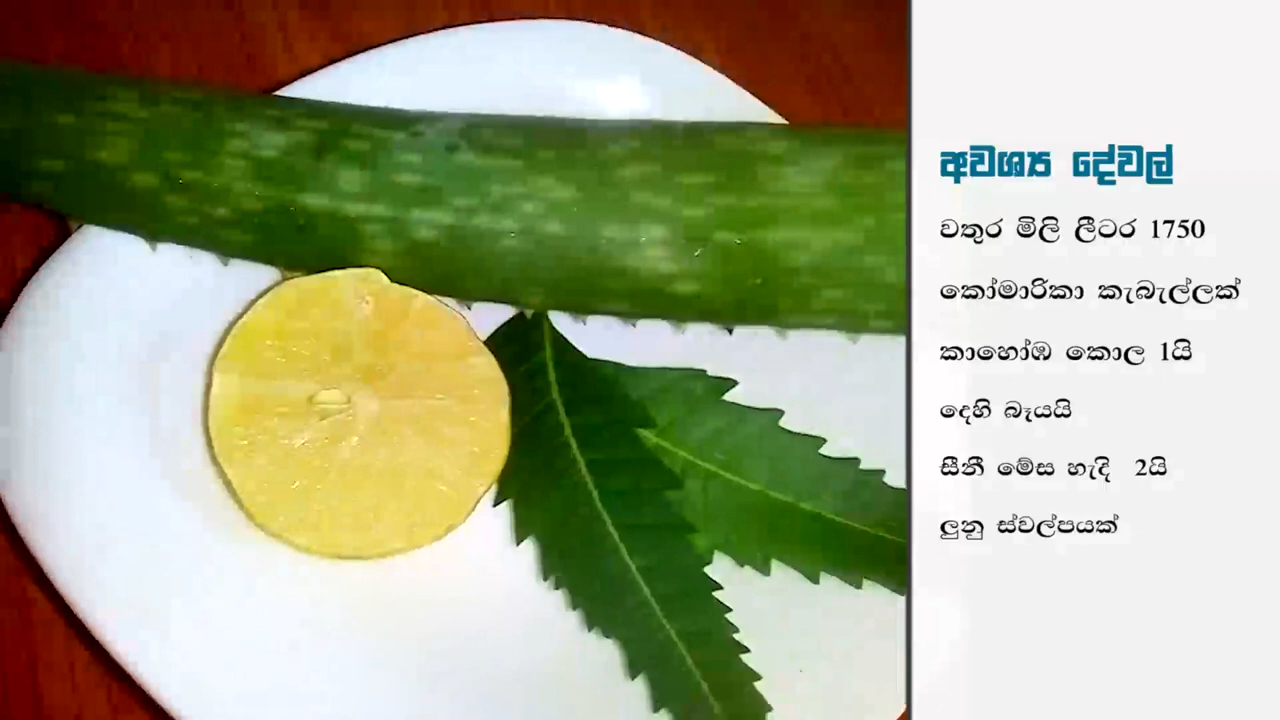 අවශ්‍ය දේවල්
වතුර මිලි ලීටර 1750
කෝමාරිකා කැබැල්ලක්
කාහෝඹ කොල 1යි
දෙහි බෑයයි
සීනී මේස හැදි 2යි
ලුනු ස්වල්පයක්